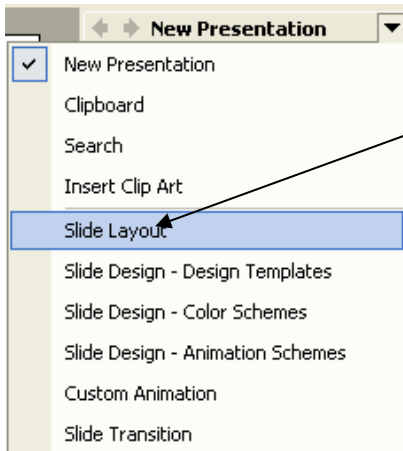 New Presentation
New Presentation
Clipboard
Search
Insert Clip Art
Slide Layout
Slide Design - Design Templates
Slide Design - Color Schemes
Slide Design - Animation Schemes
Custom Animation
Slide Transition